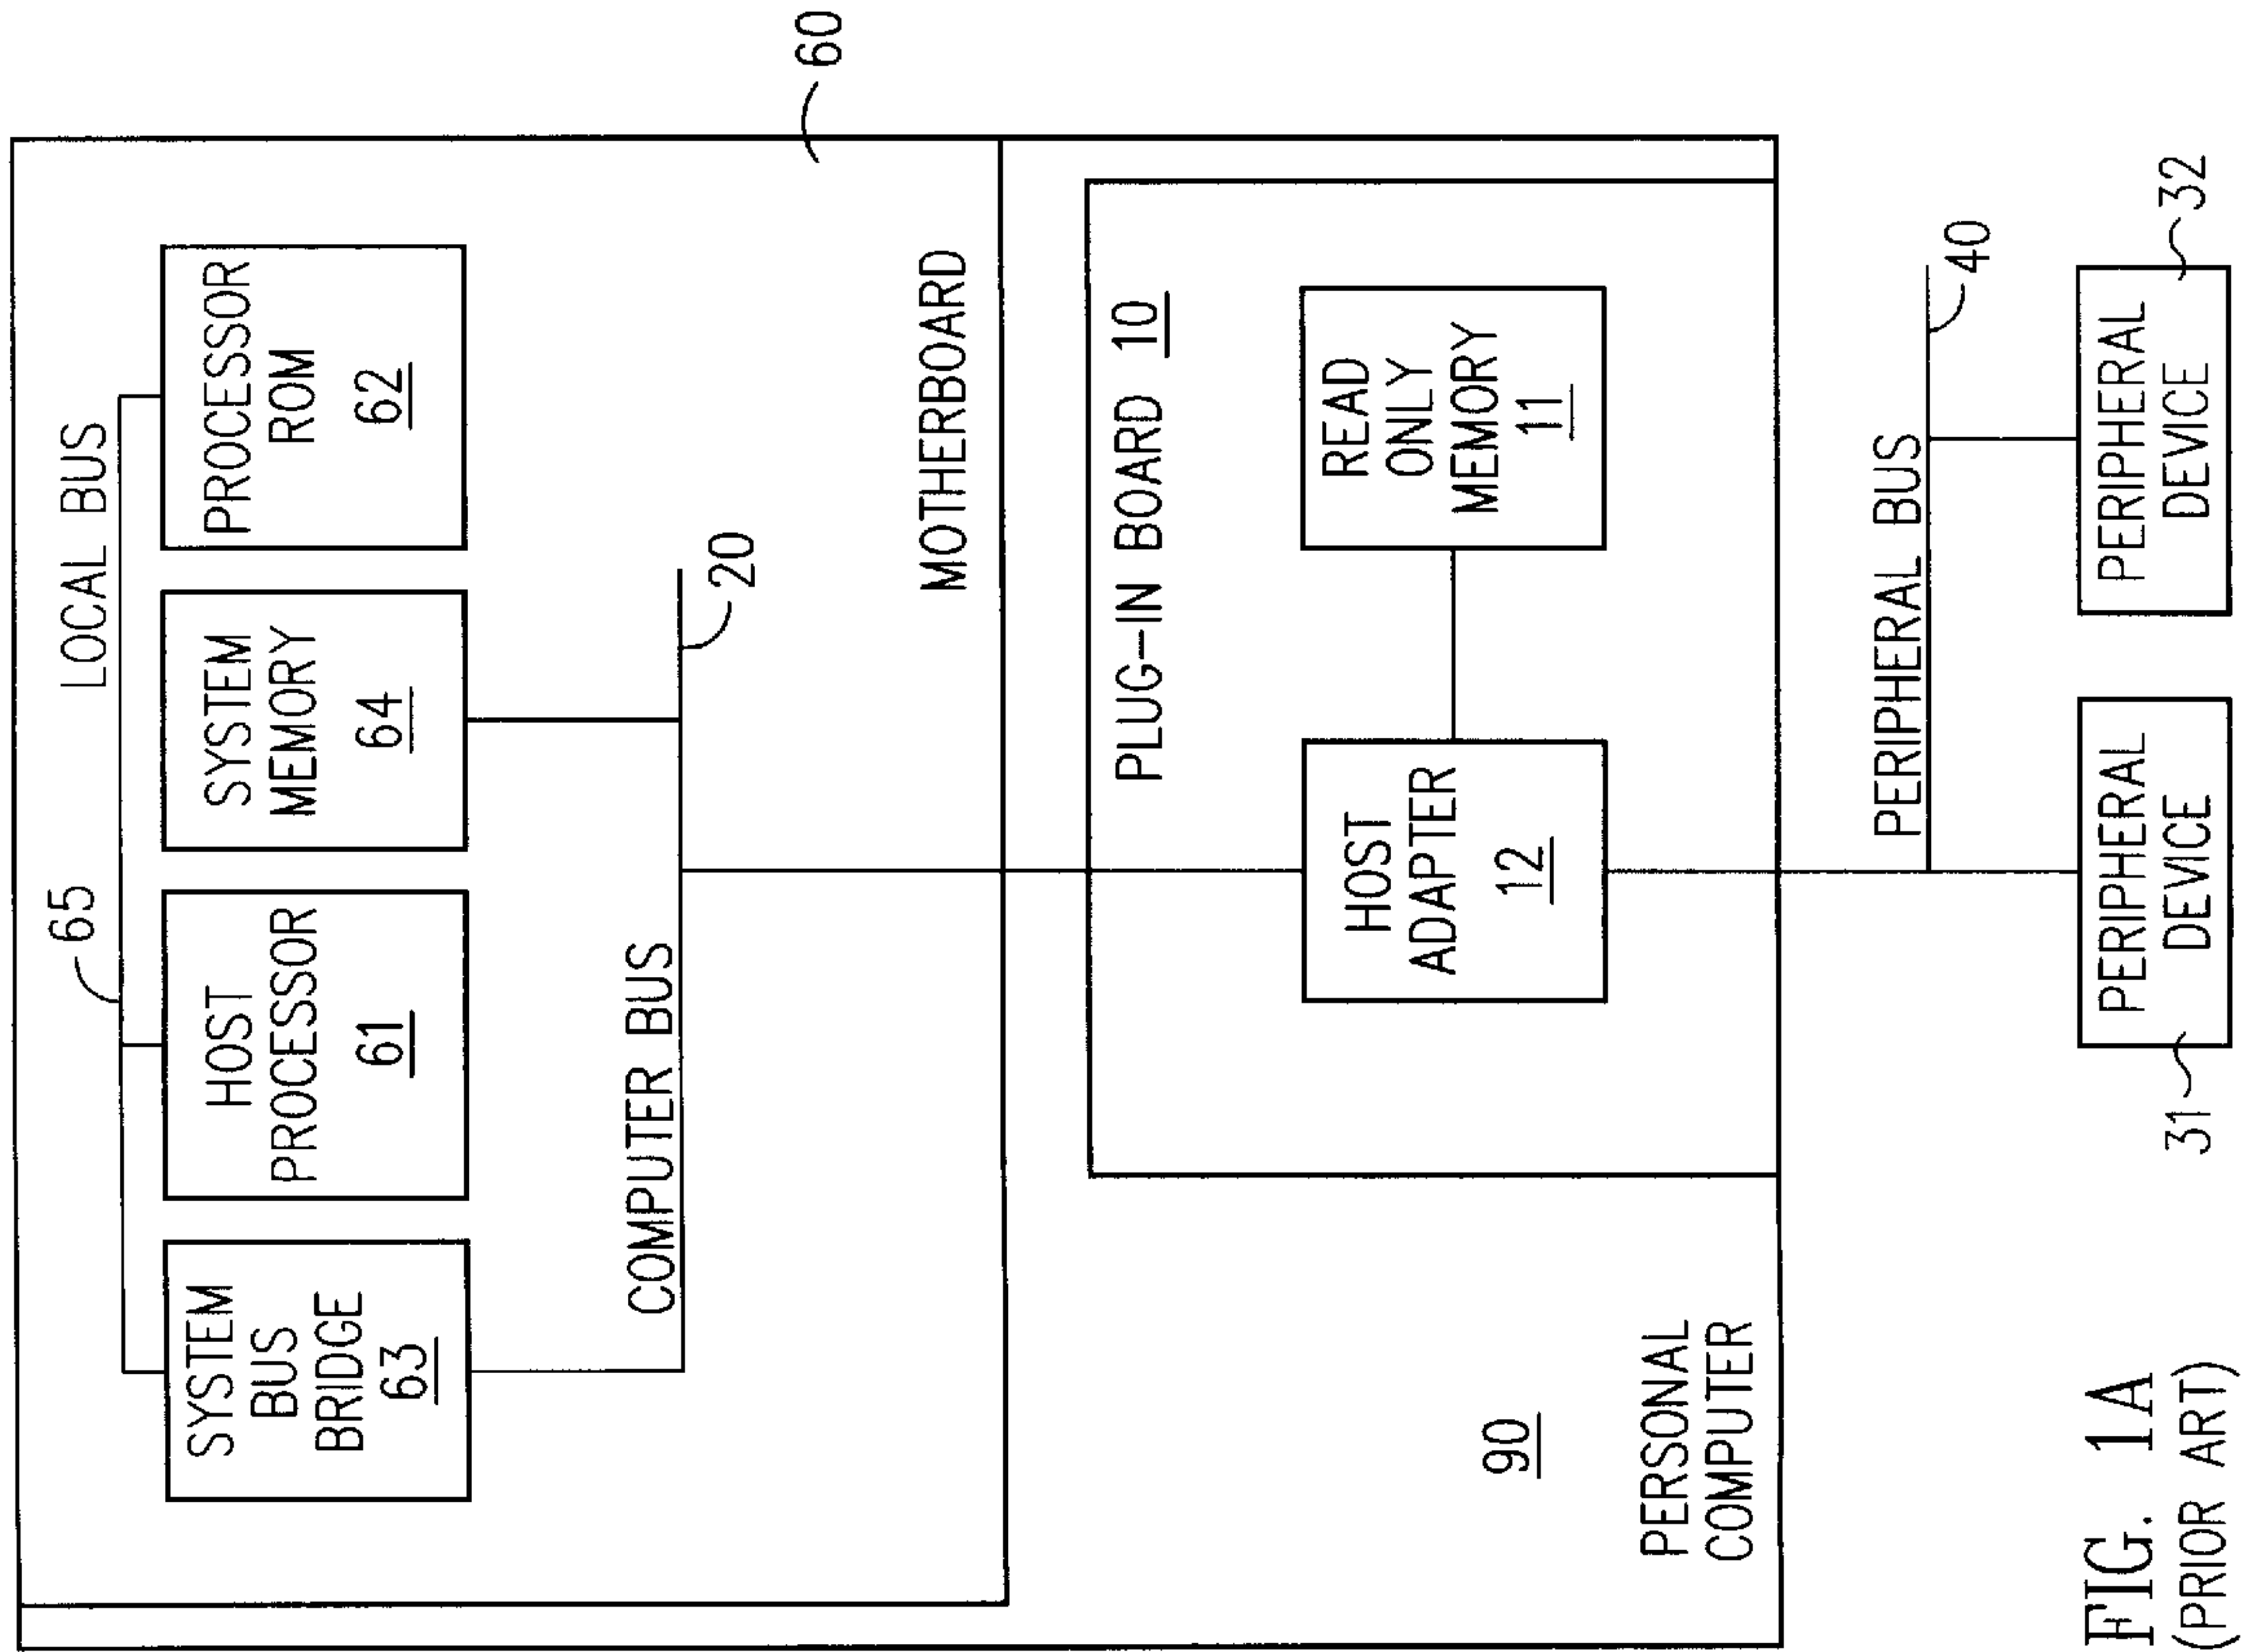 65
LOCAL BUS
SYSTEM
BUS
BRIDGE
63
HOST
PROCESSOR
61
SYSTEM
MEMORY
64
PROCESSOR
ROM
62
COMPUTER BUS
20
MOTHERBOARD
60
PLUG-IN BOARD 10
HOST
ADAPTER
12
READ
ONLY
MEMORY
11
90
PERSONAL
COMPUTER
PERIPHERAL BUS
40
31
PERIPHERAL
DEVICE
PERIPHERAL
DEVICE
32
FIG. 1A
(PRIOR ART)